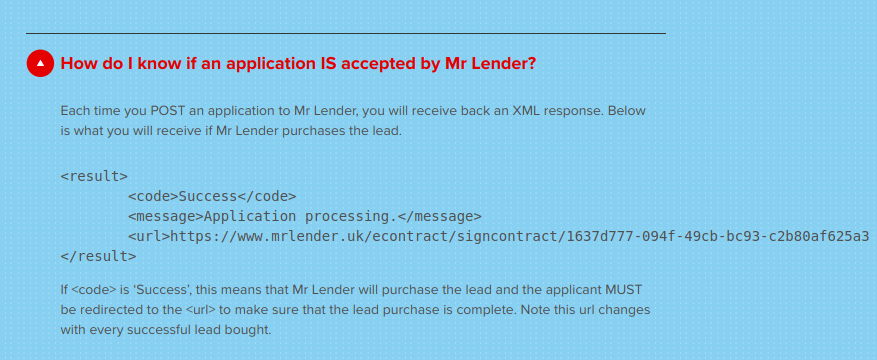 How do I know if an application IS accepted by Mr Lender?
Each time you POST an application to Mr Lender, you will receive back an XML response. Below
is what you will receive if Mr Lender purchases the lead.
<result>
<code>Success</code>
<message>Application processing.</message>
<url>https://www.mrlender.uk/econtract/signcontract/1637d777-094f-49cb-bc93-c2b80af625a3
</result>
If <code> is ‘Success’, this means that Mr Lender will purchase the lead and the applicant MUST
be redirected to the <url> to make sure that the lead purchase is complete. Note this url changes
with every successful lead bought.